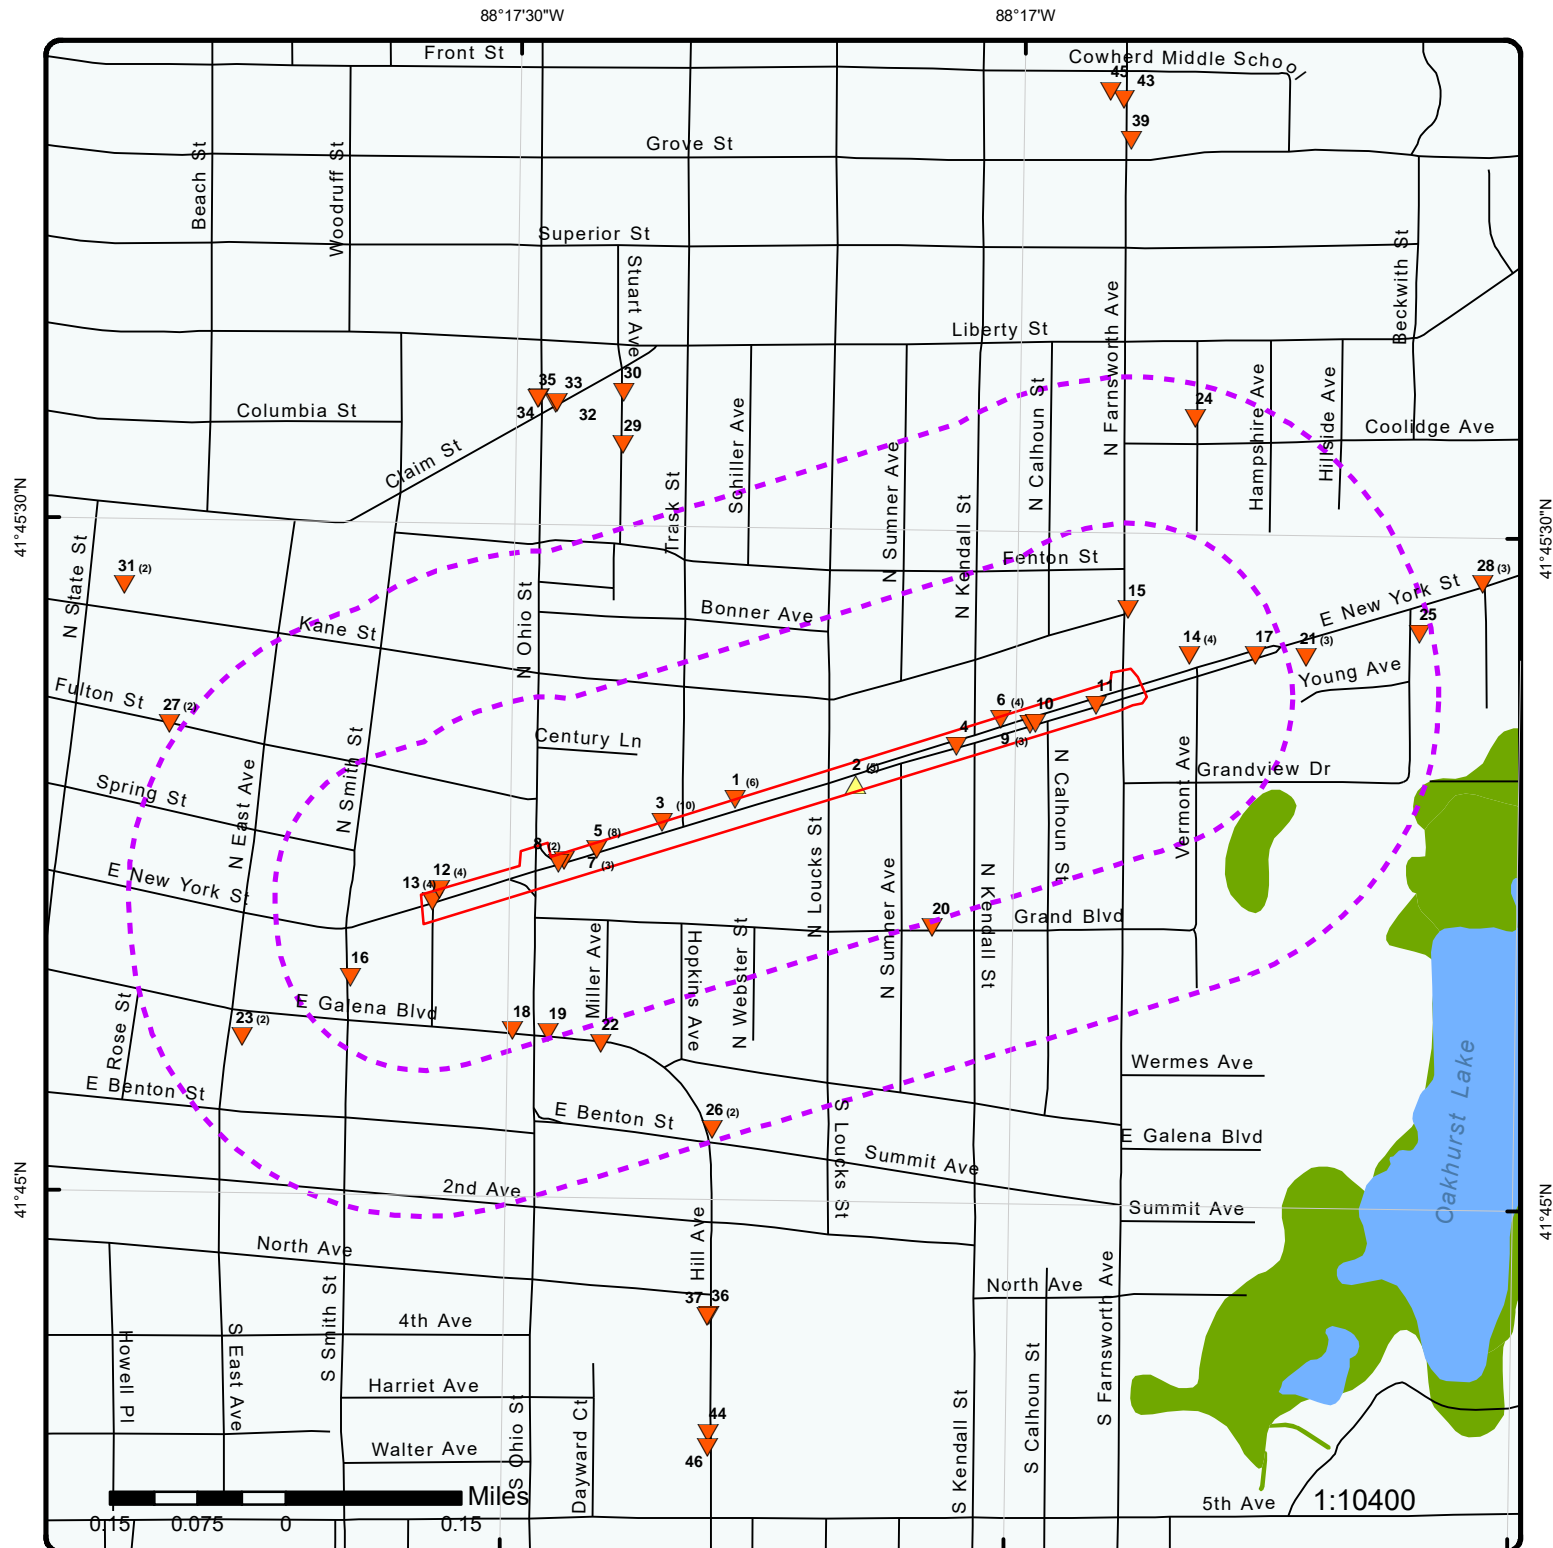 88°17'30"W
88°17'W
Front St
Cowherd Middle School
45
43
39
Grove St
Beach St
Woodruff St
Superior St
Stuart Ave
Beckwith St
Liberty St
N Farnsworth Ave
35
33
30
34
32
29
Columbia St
Claim St
24
Coolidge Ave
Schiller Ave
N Calhoun St
Hampshire Ave
Hillside Ave
Trask St
N Sumner Ave
N Kendall St
41°45'30"N
41°45'30"N
N State St
31 (2)
Fenton St
28 (3)
E New York St
15
25
Kane St
N Ohio St
Bonner Ave
14 (4)
17
21 (3)
Young Ave
Fulton St
27 (2)
11
6 (4)
10
9 (3)
4
Century Ln
N Smith St
Grandview Dr
Vermont Ave
2 (3)
1 (6)
3 (10)
Spring St
N East Ave
5 (8)
8 (2)
7 (3)
N Calhoun St
N Loucks St
12 (4)
13 (4)
E New York St
N Sumner Ave
N Kendall St
20
Grand Blvd
Miller Ave
Hopkins Ave
N Webster St
16
E Galena Blvd
18
19
22
23 (2)
Rose St
E Benton St
E Benton St
26 (2)
Wermes Ave
E Galena Blvd
S Loucks St
Summit Ave
Oakhurst Lake
41°45'N
41°45'N
2nd Ave
Summit Ave
North Ave
Hill Ave
North Ave
S Farnsworth Ave
37
36
S Smith St
4th Ave
Howell Pl
S East Ave
Harriet Ave
S Ohio St
Dayward Ct
44
46
S Kendall St
S Calhoun St
Walter Ave
Miles
0.15
0.075
0
0.15
5th Ave
1:10400